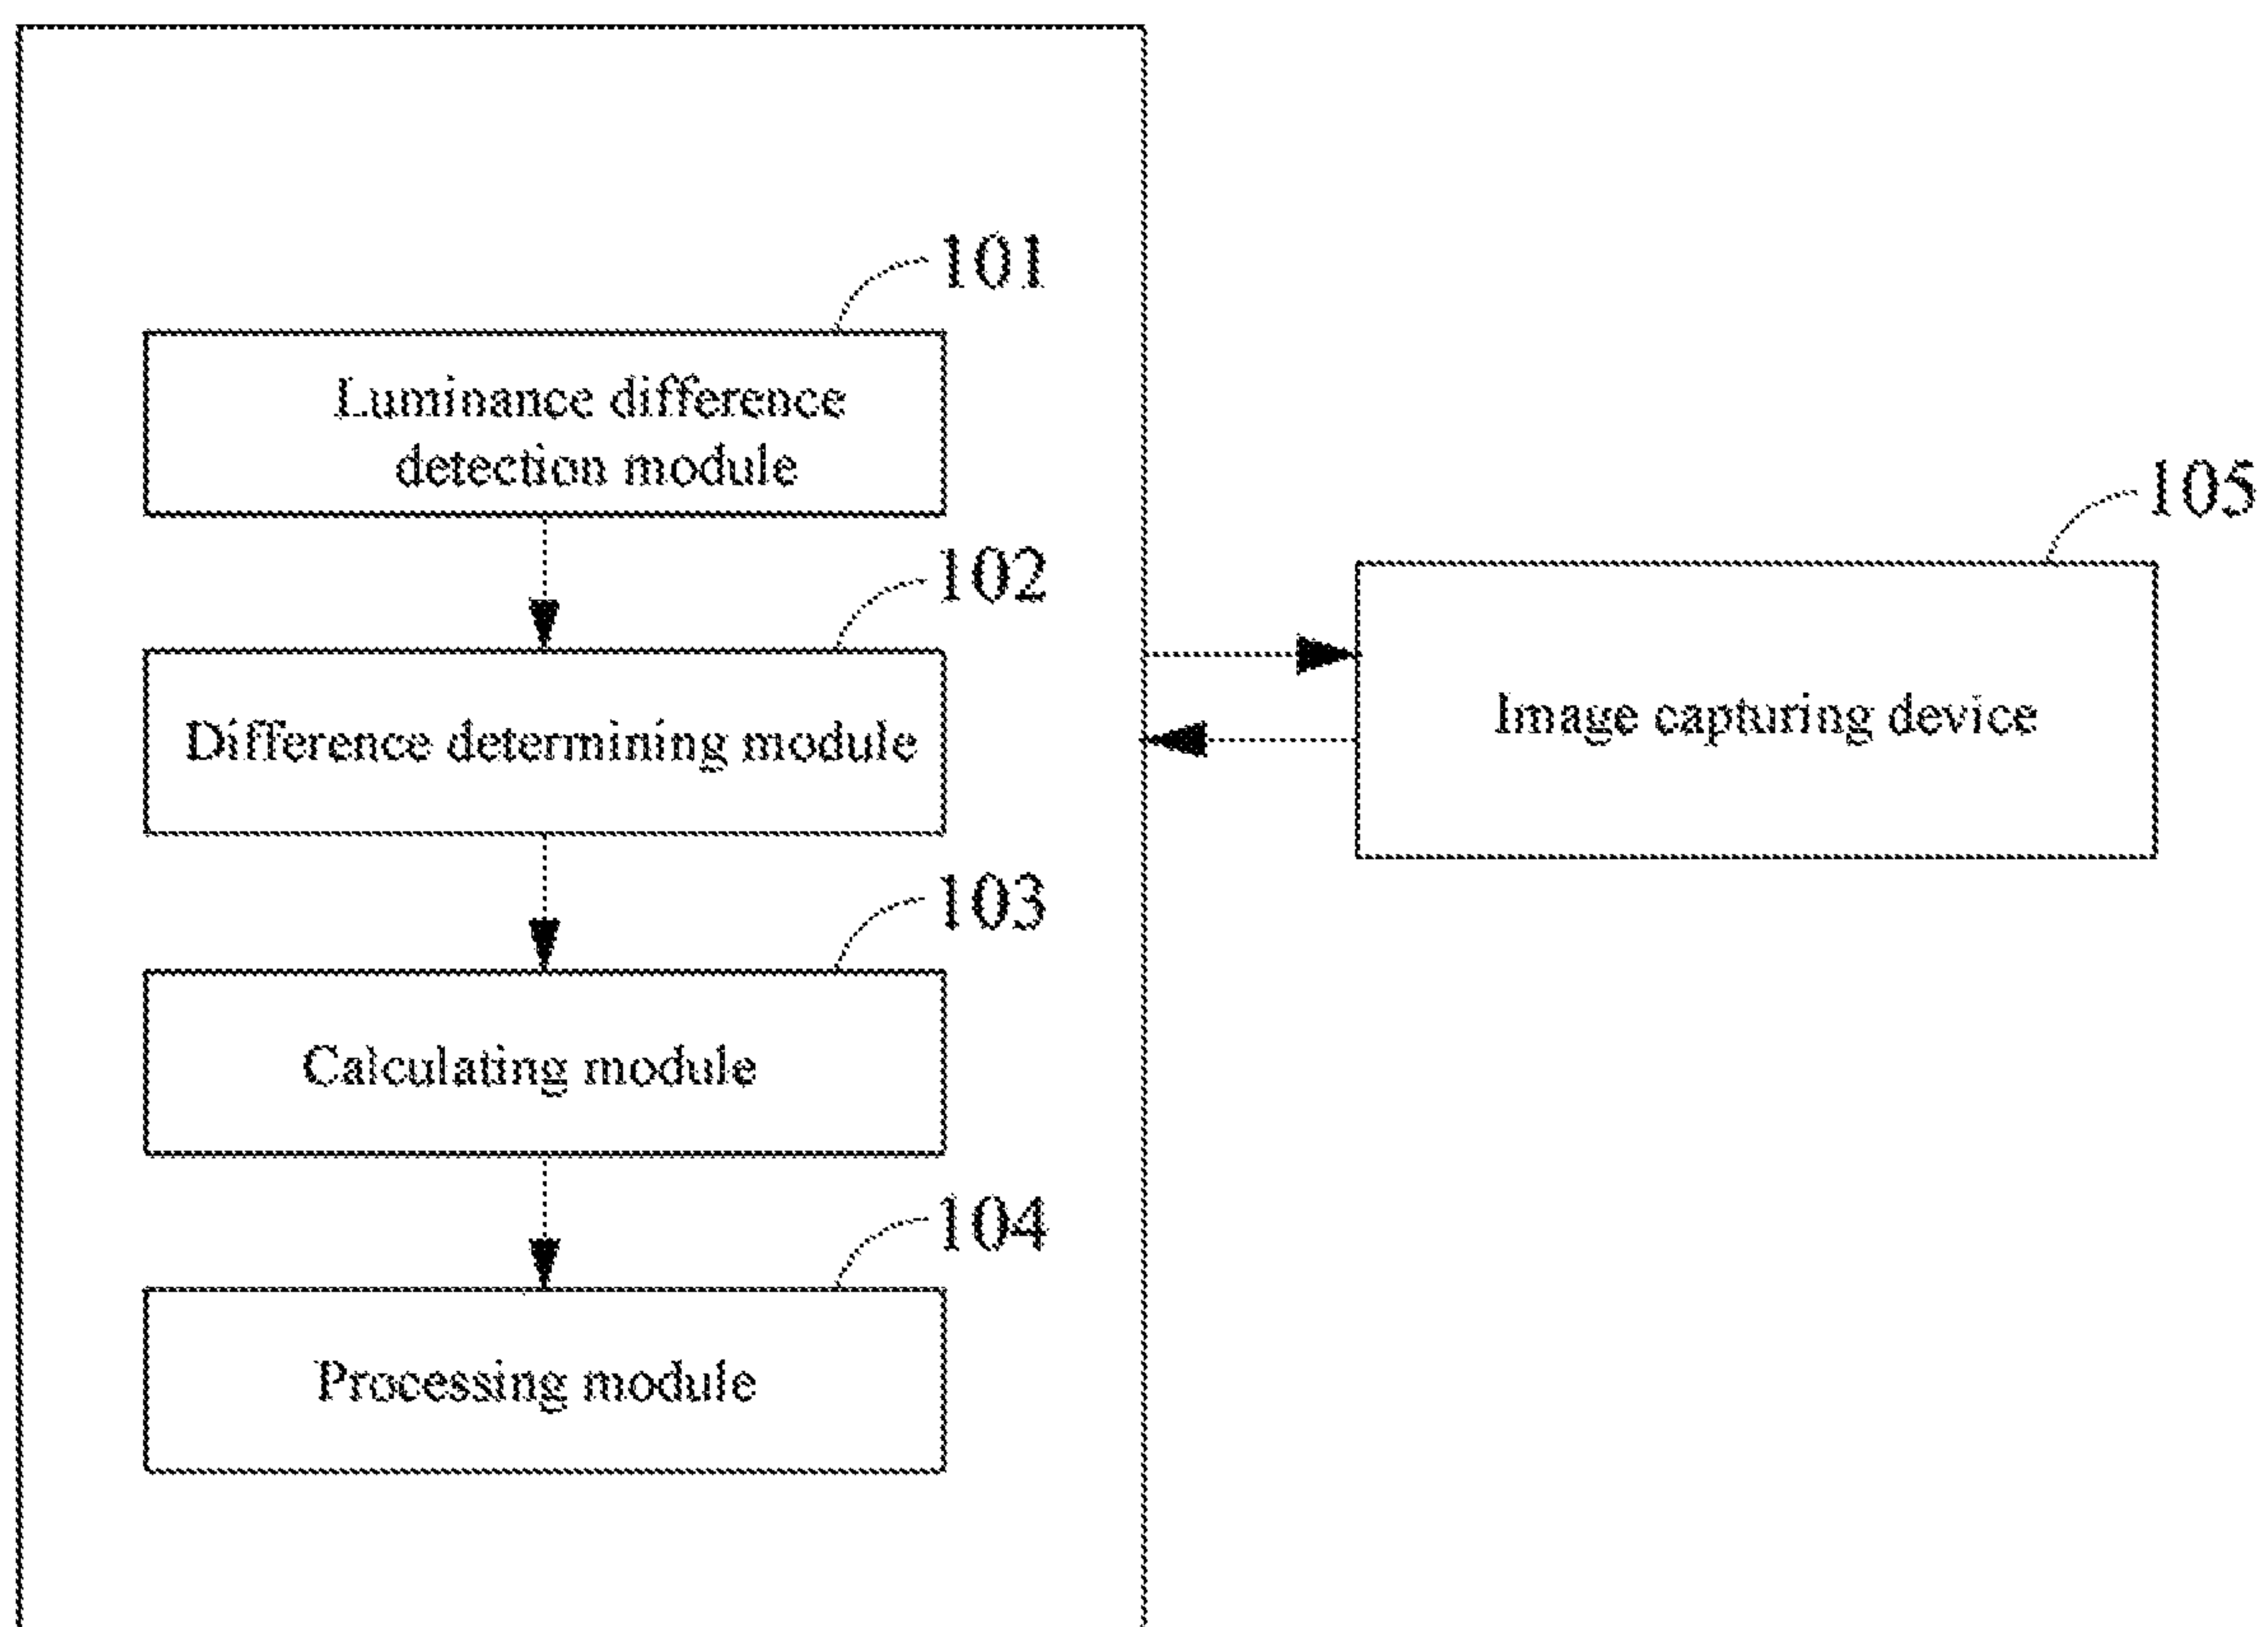 101
Luminance difference
detection module
102
Difference determining module
103
Calculating module
104
Processing module
105
Image capturing device